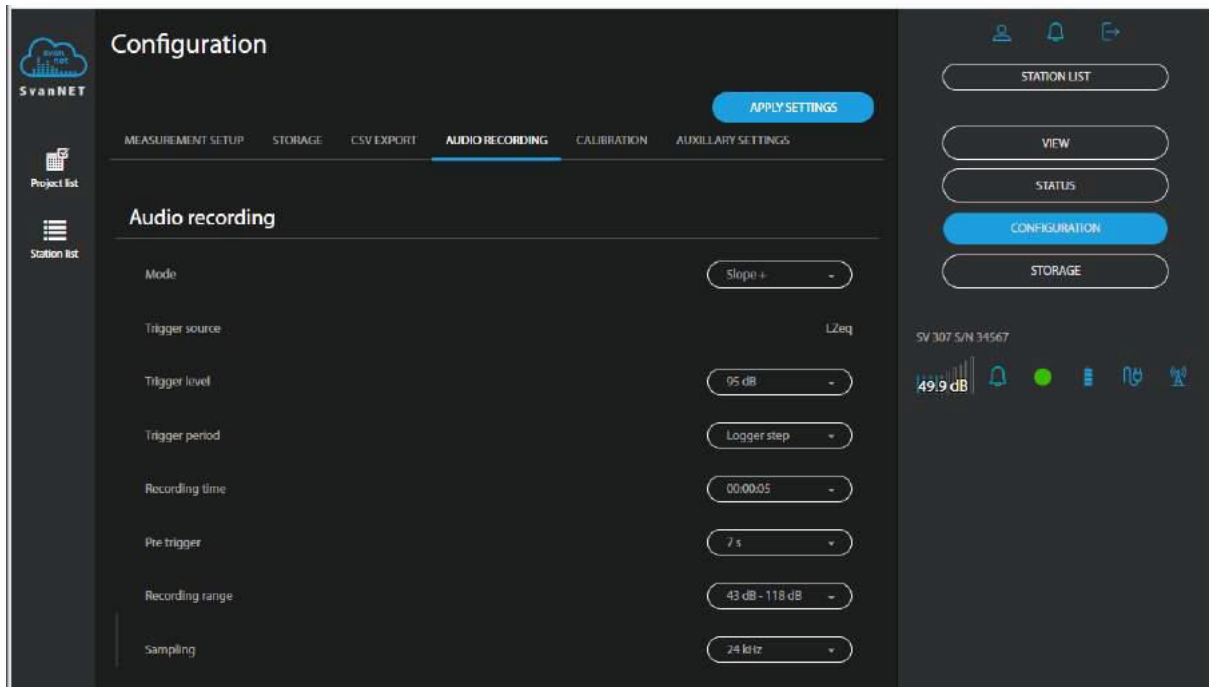 svan
net
SvanNET
Project list
Station list
Configuration
APPLY SETTINGS
MEASUREMENT SETUP STORAGE CSV EXPORT AUDIO RECORDING CALIBRATION AUXILLARY SETTINGS
Audio recording
Mode Slope +
Trigger source LZeq
Trigger level 95 dB
Trigger period Logger step
Recording time 00:00:05
Pre trigger 7 s
Recording range 43 dB - 118 dB
Sampling 24 kHz
STATION LIST
VIEW
STATUS
CONFIGURATION
STORAGE
SV 307 S/N 34567
49.9 dB